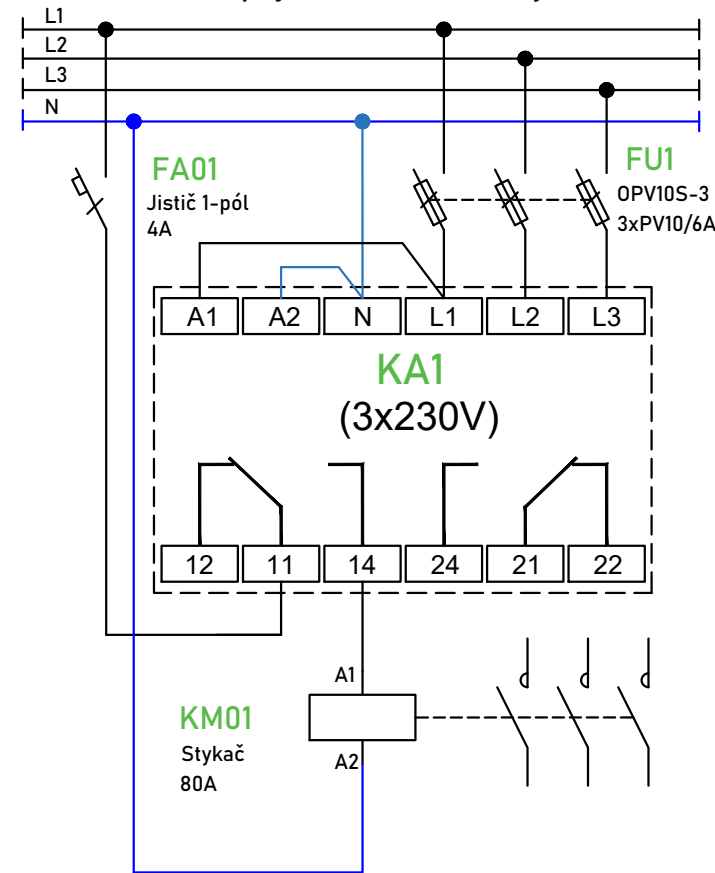 L1
L2
L3
N
FA01
Jistič 1-pól
4A
FU1
OPV10S-3
3xPV10/6A
A1 A2 N L1 L2 L3
KA1
(3x230V)
12 11 14 24 21 22
A1
KM01
Stykač
80A
A2